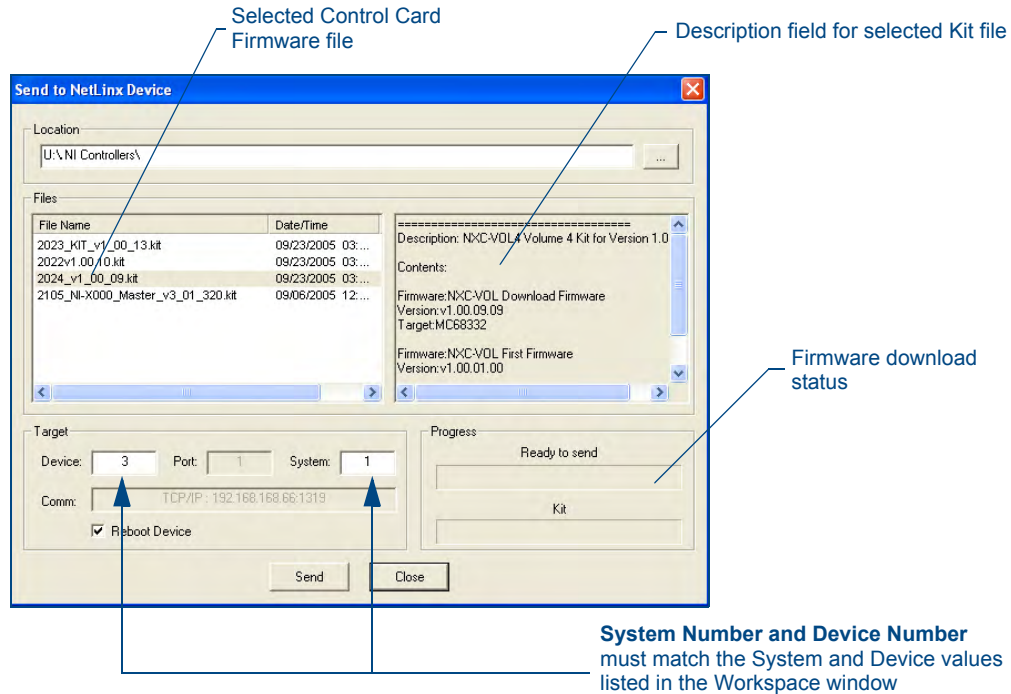 Selected Control Card
Firmware file
Description field for selected Kit file
Send to NetLinx Device
Location
U:\NI Controllers\
...
Files
File Name Date/Time
2023_KIT_v1_00_13.kit 09/23/2005 03:...
2022v1.00.10.kit 09/23/2005 03:...
2024_v1_00_09.kit 09/23/2005 03:...
2105_NI-X000_Master_v3_01_320.kit 09/06/2005 12:...
===================================
Description: NXC-VOL4 Volume 4 Kit for Version 1.0
Contents:
Firmware:NXC-VOL Download Firmware
Version:v1.00.09.09
Target:MC68332
Firmware:NXC-VOL First Firmware
Version:v1.00.01.00
Firmware download
status
Target
Device: 3 Port: 1 System: 1
Comm: TCP/IP : 192.168.168.66:1319
Reboot Device
Progress
Ready to send
Kit
Send Close
System Number and Device Number
must match the System and Device values
listed in the Workspace window